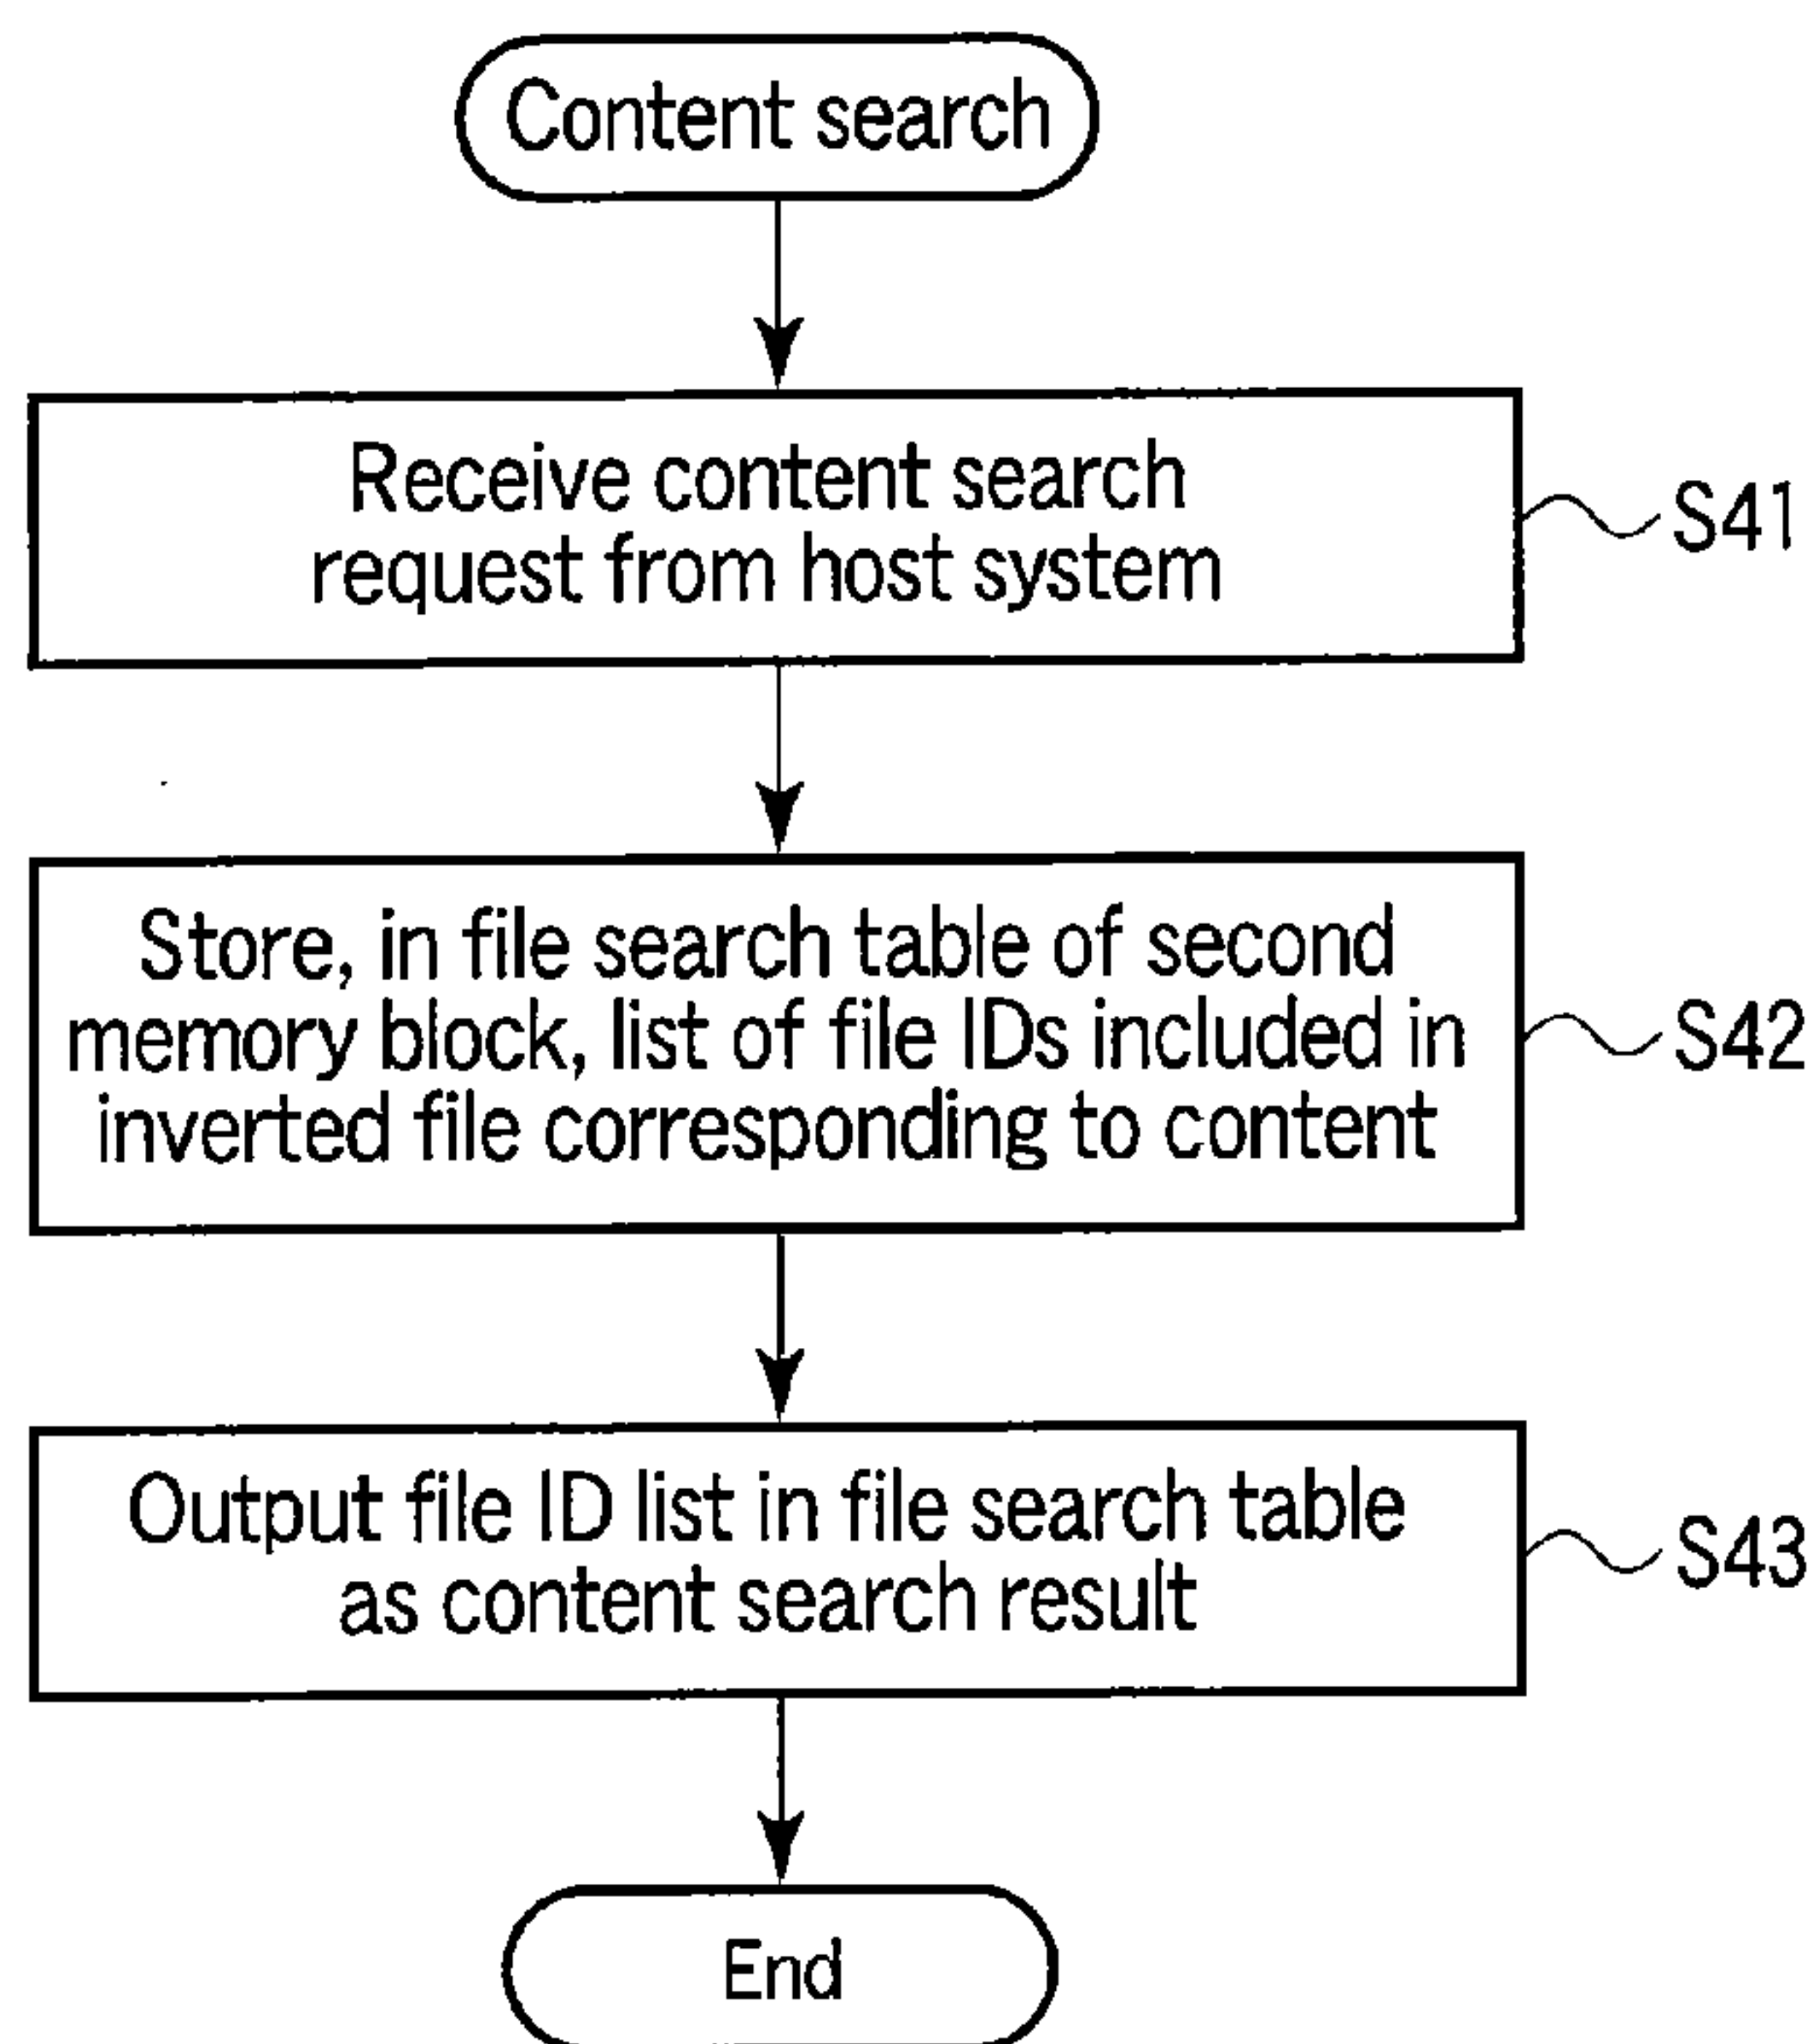 Content search
Receive content search
request from host system
S41
Store, in file search table of second
memory block, list of file IDs included in
inverted file corresponding to content
S42
Output file ID list in file search table
as content search result
S43
End